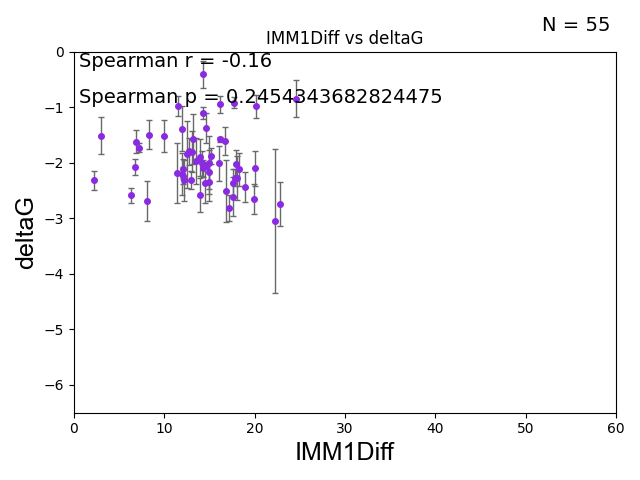 N = 55
IMM1Diff vs deltaG
Spearman r = -0.16
Spearman p = 0.2454343682824475
deltaG
0
−1
−2
−3
−4
−5
−6
0 10 20 30 40 50 60
IMM1Diff